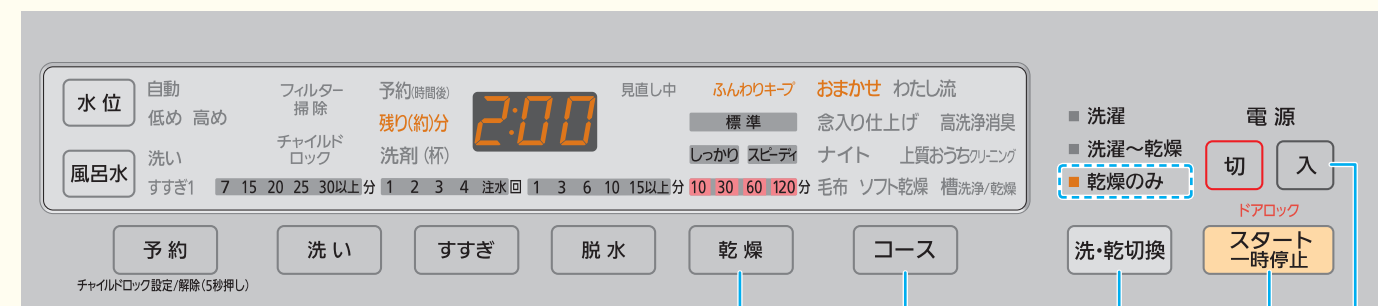 水位 自動 フィルター 予約(時間後) 2:00 見直し中 ふんわりキープ おまかせ わたし流
低め 高め 掃除 残り(約)分 標準 念入り仕上げ 高洗浄消臭
風呂水 洗い チャイルド 洗剤(杯) しっかり スピーディ ナイト 上質おうちクリーニング
ロック
すすぎ1 7 15 20 25 30以上 分 1 2 3 4 注水 回 1 3 6 10 15以上 分 10 30 60 120 分 毛布 ソフト乾燥 槽洗浄/乾燥
洗濯
洗濯〜乾燥
乾燥のみ
電源
切 入
ドアロック
予約 洗い すすぎ 脱水 乾燥 コース 洗・乾切換 スタート
一時停止
チャイルドロック設定/解除(5秒押し)